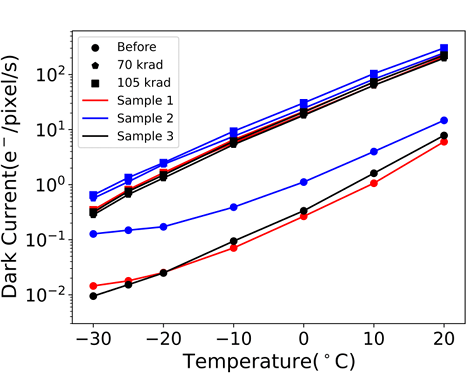 Before
70 krad
105 krad
Sample 1
Sample 2
Sample 3
Dark Current(e⁻/pixel/s)
10²
10¹
10⁰
10⁻¹
10⁻²
−30 −20 −10 0 10 20
Temperature(°C)